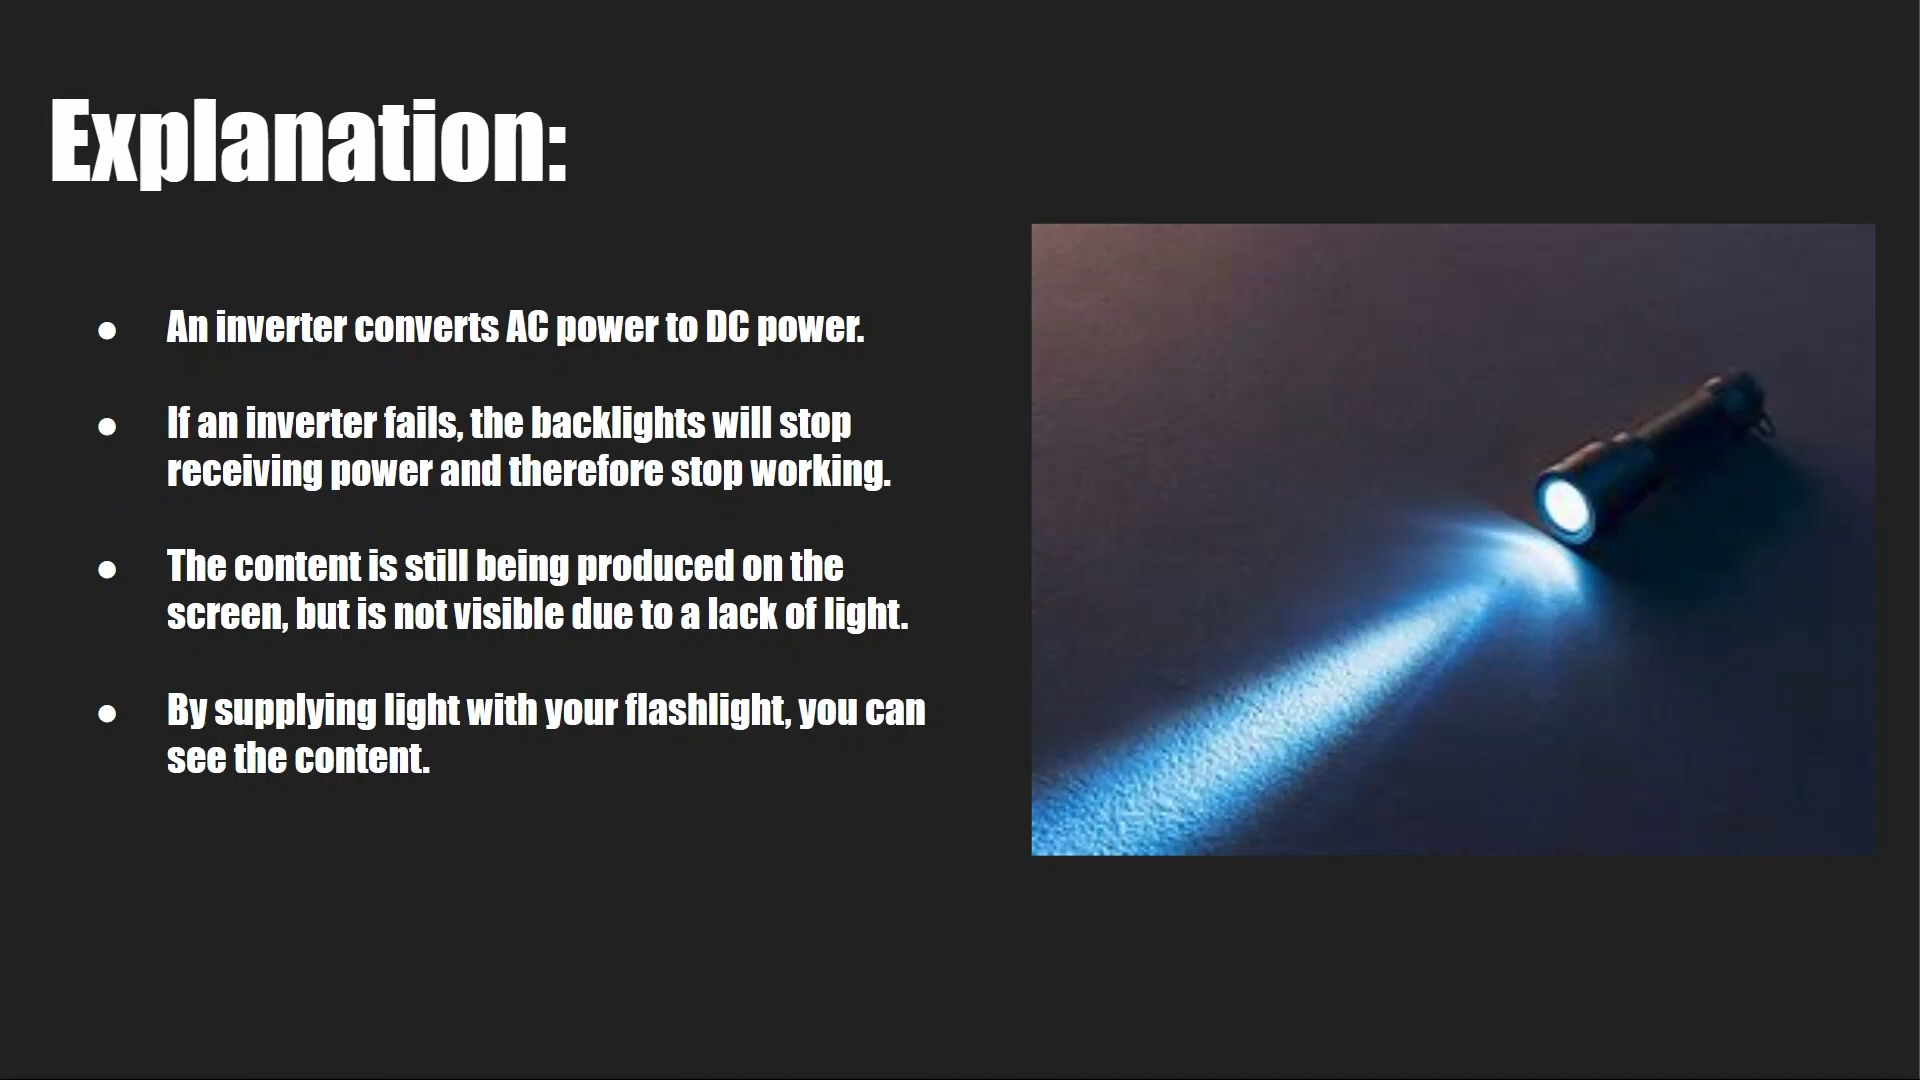 Explanation:
● An inverter converts AC power to DC power.
● If an inverter fails, the backlights will stop
receiving power and therefore stop working.
● The content is still being produced on the
screen, but is not visible due to a lack of light.
● By supplying light with your flashlight, you can
see the content.